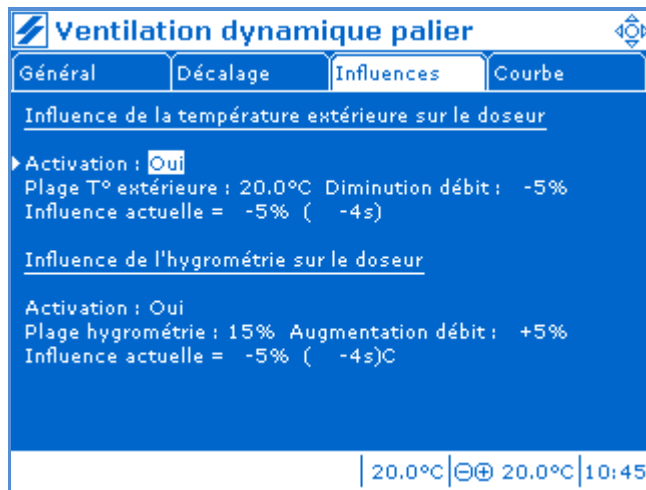 Ventilation dynamique palier
Général Décalage Influences Courbe
Influence de la température extérieure sur le doseur
Activation : Oui
Plage T° extérieure : 20.0°C Diminution débit : -5%
Influence actuelle = -5% ( -4s)
Influence de l'hygrométrie sur le doseur
Activation : Oui
Plage hygrométrie : 15% Augmentation débit : +5%
Influence actuelle = -5% ( -4s)C
20.0°C ⊖⊕ 20.0°C 10:45